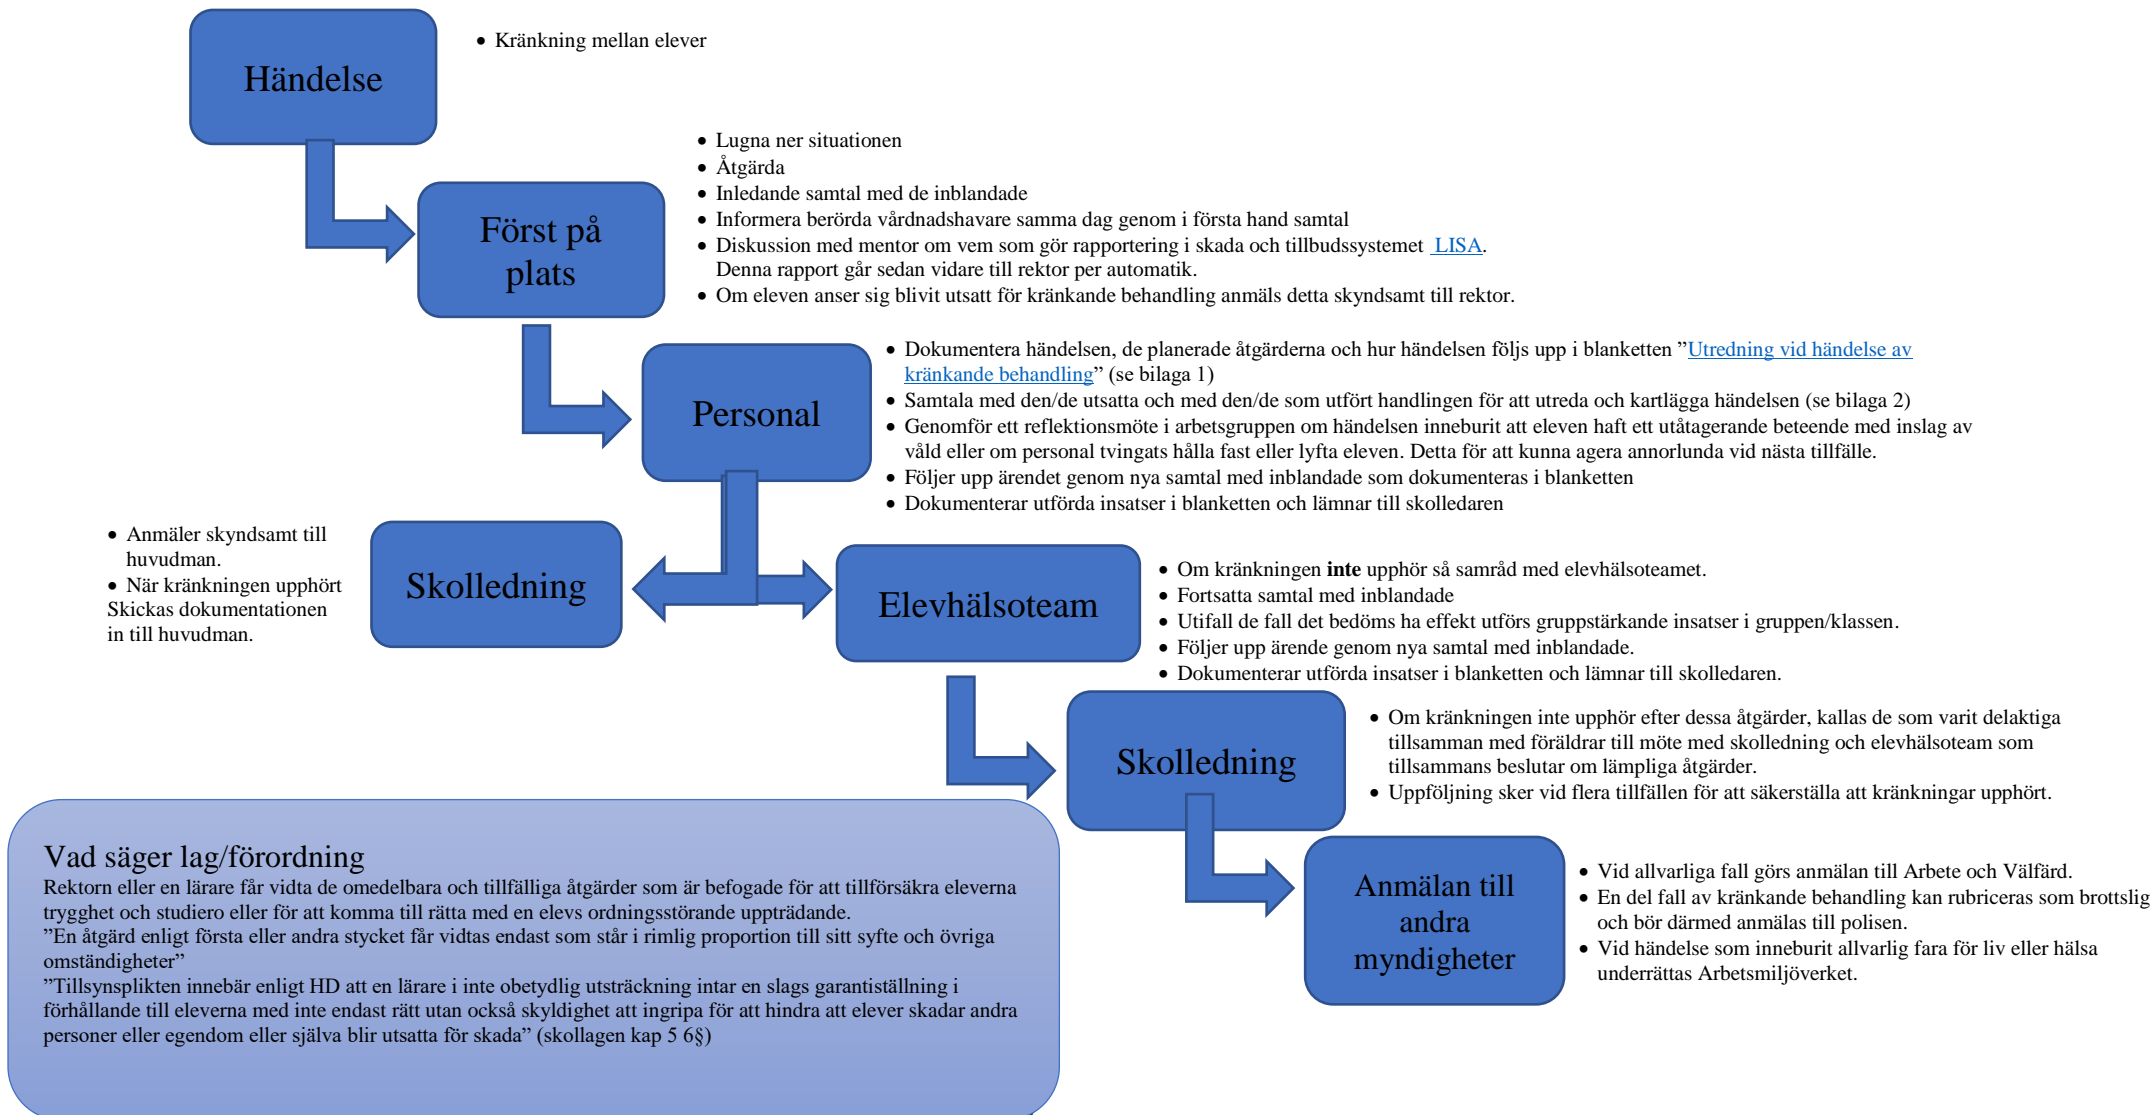 Händelse
• Kränkning mellan elever
Först på
plats
• Lugna ner situationen
• Åtgärda
• Inledande samtal med de inblandade
• Informera berörda vårdnadshavare samma dag genom i första hand samtal
• Diskussion med mentor om vem som gör rapportering i skada och tillbudssystemet LISA.
Denna rapport går sedan vidare till rektor per automatik.
• Om eleven anser sig blivit utsatt för kränkande behandling anmäls detta skyndsamt till rektor.
Personal
• Dokumentera händelsen, de planerade åtgärderna och hur händelsen följs upp i blanketten ”Utredning vid händelse av
kränkande behandling” (se bilaga 1)
• Samtala med den/de utsatta och med den/de som utfört handlingen för att utreda och kartlägga händelsen (se bilaga 2)
• Genomför ett reflektionsmöte i arbetsgruppen om händelsen inneburit att eleven haft ett utåtagerande beteende med inslag av
våld eller om personal tvingats hålla fast eller lyfta eleven. Detta för att kunna agera annorlunda vid nästa tillfälle.
• Följer upp ärendet genom nya samtal med inblandade som dokumenteras i blanketten
• Dokumenterar utförda insatser i blanketten och lämnar till skolledaren
• Anmäler skyndsamt till
huvudman.
• När kränkningen upphört
Skickas dokumentationen
in till huvudman.
Skolledning
Elevhälsoteam
• Om kränkningen inte upphör så samråd med elevhälsoteamet.
• Fortsatta samtal med inblandade
• Utifall de fall det bedöms ha effekt utförs gruppstärkande insatser i gruppen/klassen.
• Följer upp ärende genom nya samtal med inblandade.
• Dokumenterar utförda insatser i blanketten och lämnar till skolledaren.
Skolledning
• Om kränkningen inte upphör efter dessa åtgärder, kallas de som varit delaktiga
tillsamman med föräldrar till möte med skolledning och elevhälsoteam som
tillsammans beslutar om lämpliga åtgärder.
• Uppföljning sker vid flera tillfällen för att säkerställa att kränkningar upphört.
Anmälan till
andra
myndigheter
• Vid allvarliga fall görs anmälan till Arbete och Välfärd.
• En del fall av kränkande behandling kan rubriceras som brottslig
och bör därmed anmälas till polisen.
• Vid händelse som inneburit allvarlig fara för liv eller hälsa
underrättas Arbetsmiljöverket.
Vad säger lag/förordning
Rektorn eller en lärare får vidta de omedelbara och tillfälliga åtgärder som är befogade för att tillförsäkra eleverna
trygghet och studiero eller för att komma till rätta med en elevs ordningsstörande uppträdande.
”En åtgärd enligt första eller andra stycket får vidtas endast som står i rimlig proportion till sitt syfte och övriga
omständigheter”
”Tillsynsplikten innebär enligt HD att en lärare i inte obetydlig utsträckning intar en slags garantiställning i
förhållande till eleverna med inte endast rätt utan också skyldighet att ingripa för att hindra att elever skadar andra
personer eller egendom eller själva blir utsatta för skada” (skollagen kap 5 6§)